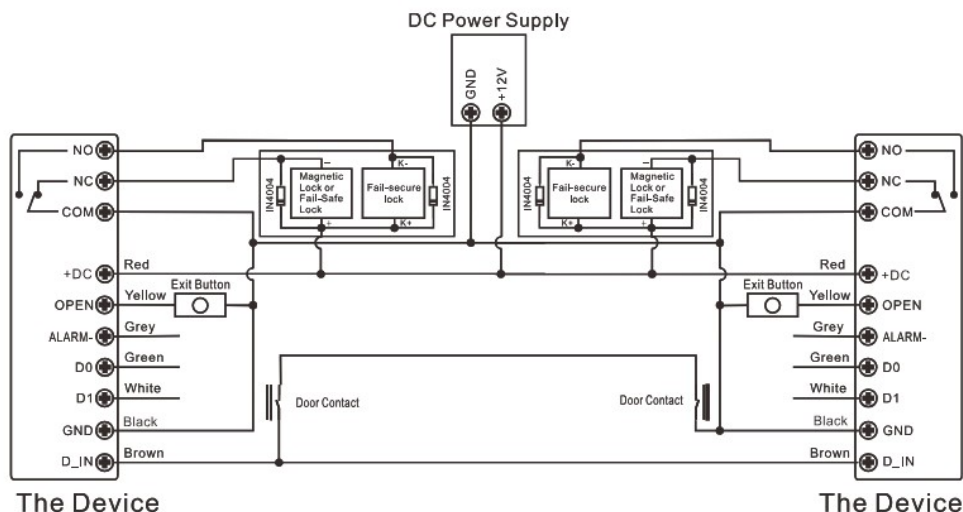 DC Power Supply
GND
+12V
NO
NC
COM
+DC
OPEN
ALARM-
D0
D1
GND
D_IN
Red
Yellow
Grey
Green
White
Black
Brown
Exit Button
IN4004
−
Magnetic
Lock or
Fail-Safe
Lock
+
K-
Fail-secure
lock
K+
IN4004
IN4004
K-
Fail-secure
lock
K+
−
Magnetic
Lock or
Fail-Safe
Lock
+
IN4004
Door Contact
Door Contact
Exit Button
Red
Yellow
Grey
Green
White
Black
Brown
NO
NC
COM
+DC
OPEN
ALARM-
D0
D1
GND
D_IN
The Device
The Device